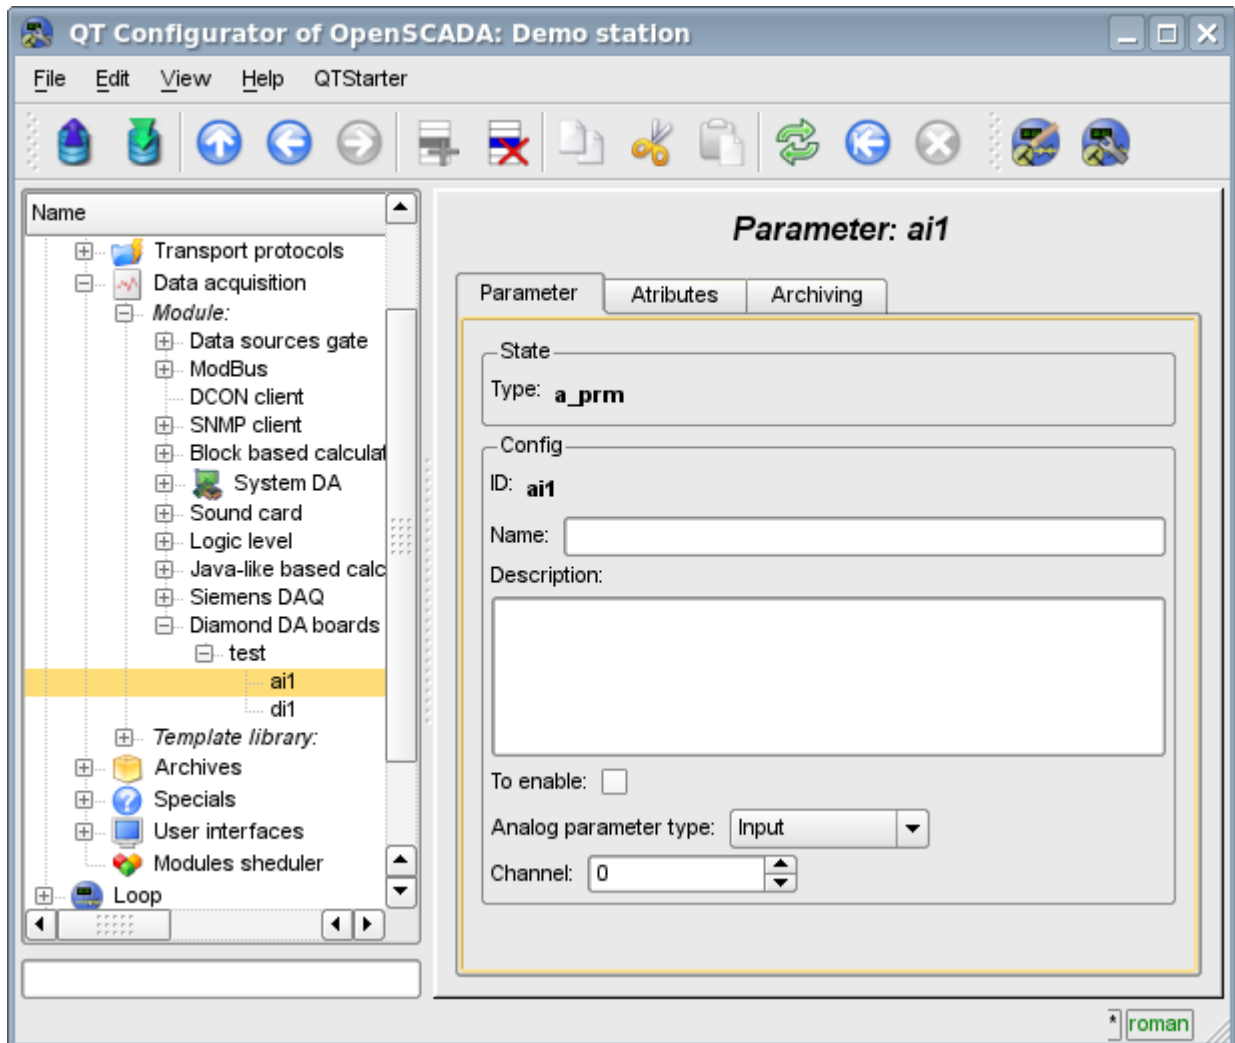 QT Configurator of OpenSCADA: Demo station
File Edit View Help QTStarter
Name
Transport protocols
Data acquisition
Module:
Data sources gate
ModBus
DCON client
SNMP client
Block based calculat
System DA
Sound card
Logic level
Java-like based calc
Siemens DAQ
Diamond DA boards
test
ai1
di1
Template library:
Archives
Specials
User interfaces
Modules sheduler
Loop
Parameter: ai1
Parameter Atributes Archiving
State
Type: a_prm
Config
ID: ai1
Name:
Description:
To enable:
Analog parameter type: Input
Channel: 0
* roman